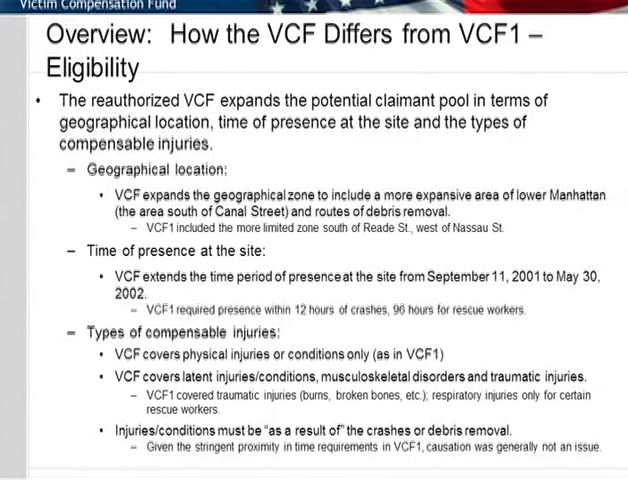 Victim Compensation Fund
Overview: How the VCF Differs from VCF1 –
Eligibility
• The reauthorized VCF expands the potential claimant pool in terms of
geographical location, time of presence at the site and the types of
compensable injuries.
– Geographical location:
• VCF expands the geographical zone to include a more expansive area of lower Manhattan
(the area south of Canal Street) and routes of debris removal.
– VCF1 included the more limited zone south of Reade St., west of Nassau St.
– Time of presence at the site:
• VCF extends the time period of presence at the site from September 11, 2001 to May 30,
2002.
– VCF1 required presence within 12 hours of crashes, 96 hours for rescue workers.
– Types of compensable injuries:
• VCF covers physical injuries or conditions only (as in VCF1)
• VCF covers latent injuries/conditions, musculoskeletal disorders and traumatic injuries.
– VCF1 covered traumatic injuries (burns, broken bones, etc.); respiratory injuries only for certain
rescue workers.
• Injuries/conditions must be “as a result of” the crashes or debris removal.
– Given the stringent proximity in time requirements in VCF1, causation was generally not an issue.